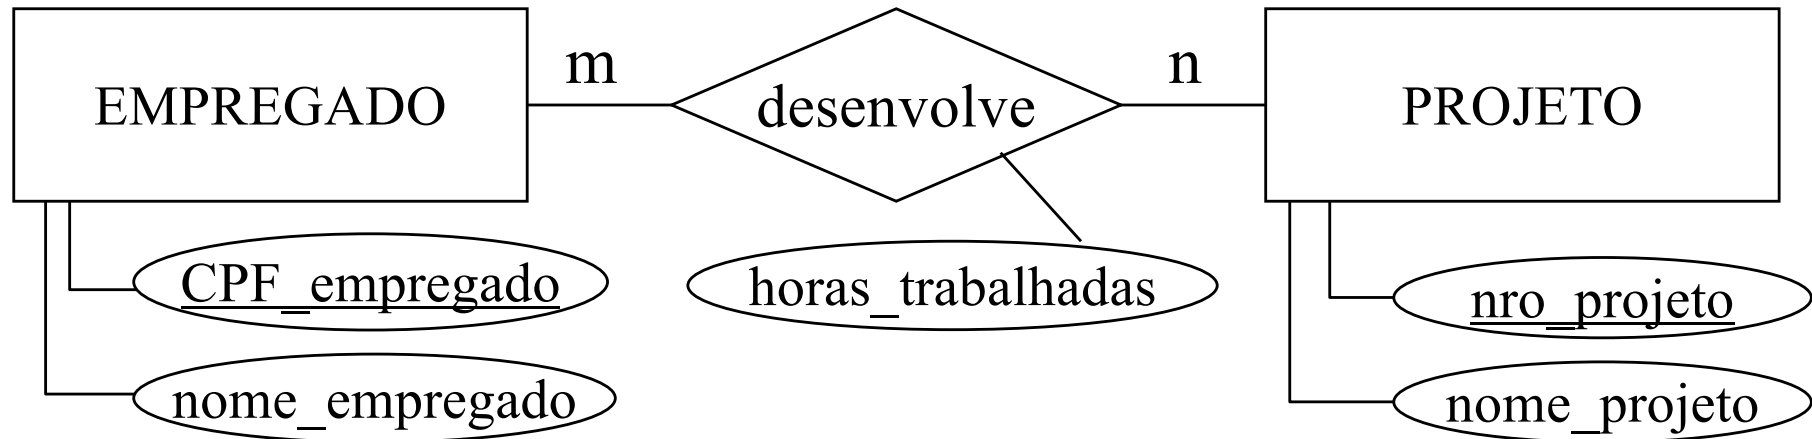 EMPREGADO
m
desenvolve
n
PROJETO
CPF_empregado
horas_trabalhadas
nro_projeto
nome_empregado
nome_projeto